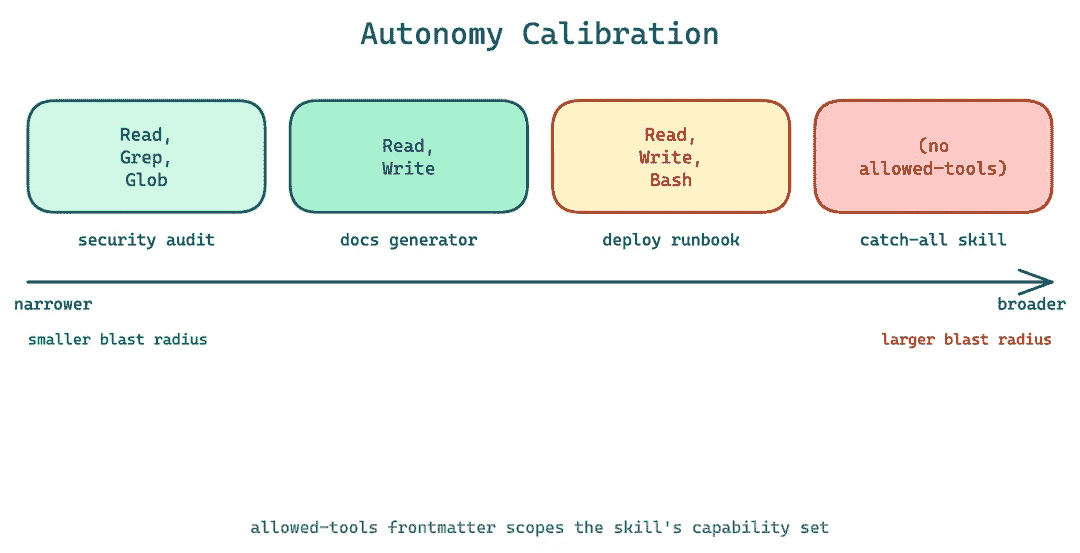 Autonomy Calibration
Read,
Grep,
Glob
Read,
Write
Read,
Write,
Bash
(no
allowed-tools)
security audit
docs generator
deploy runbook
catch-all skill
narrower
broader
smaller blast radius
larger blast radius
allowed-tools frontmatter scopes the skill's capability set